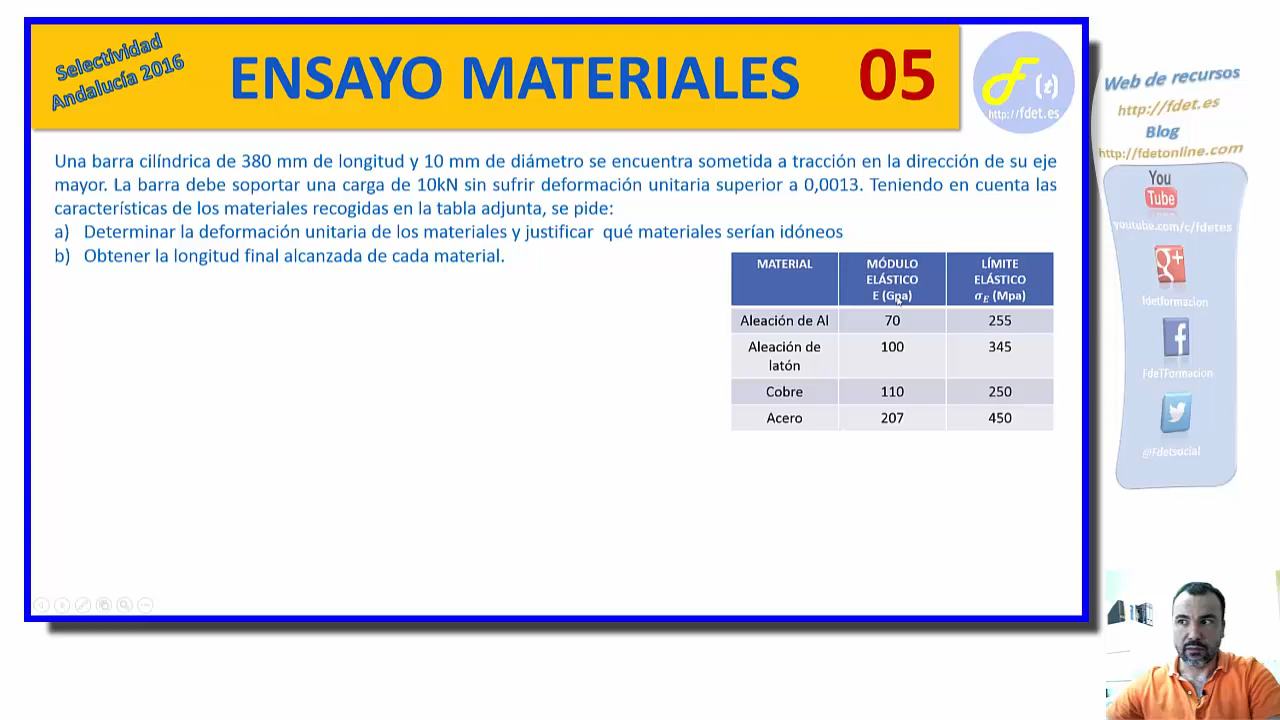 Selectividad
Andalucía 2016
ENSAYO MATERIALES
05
F (t)
http://fdet.es
Una barra cilíndrica de 380 mm de longitud y 10 mm de diámetro se encuentra sometida a tracción en la dirección de su eje
mayor. La barra debe soportar una carga de 10kN sin sufrir deformación unitaria superior a 0,0013. Teniendo en cuenta las
características de los materiales recogidas en la tabla adjunta, se pide:
a) Determinar la deformación unitaria de los materiales y justificar qué materiales serían idóneos
b) Obtener la longitud final alcanzada de cada material.
MATERIAL
MÓDULO
ELÁSTICO
E (Gpa)
LÍMITE
ELÁSTICO
σE (Mpa)
Aleación de Al 70 255
Aleación de
latón
100 345
Cobre 110 250
Acero 207 450
Web de recursos
http://fdet.es
Blog
http://fdetonline.com
You
Tube
youtube.com/c/fdetes
g+
fdetformacion
f
FdeTFormacion
@Fdetsocial